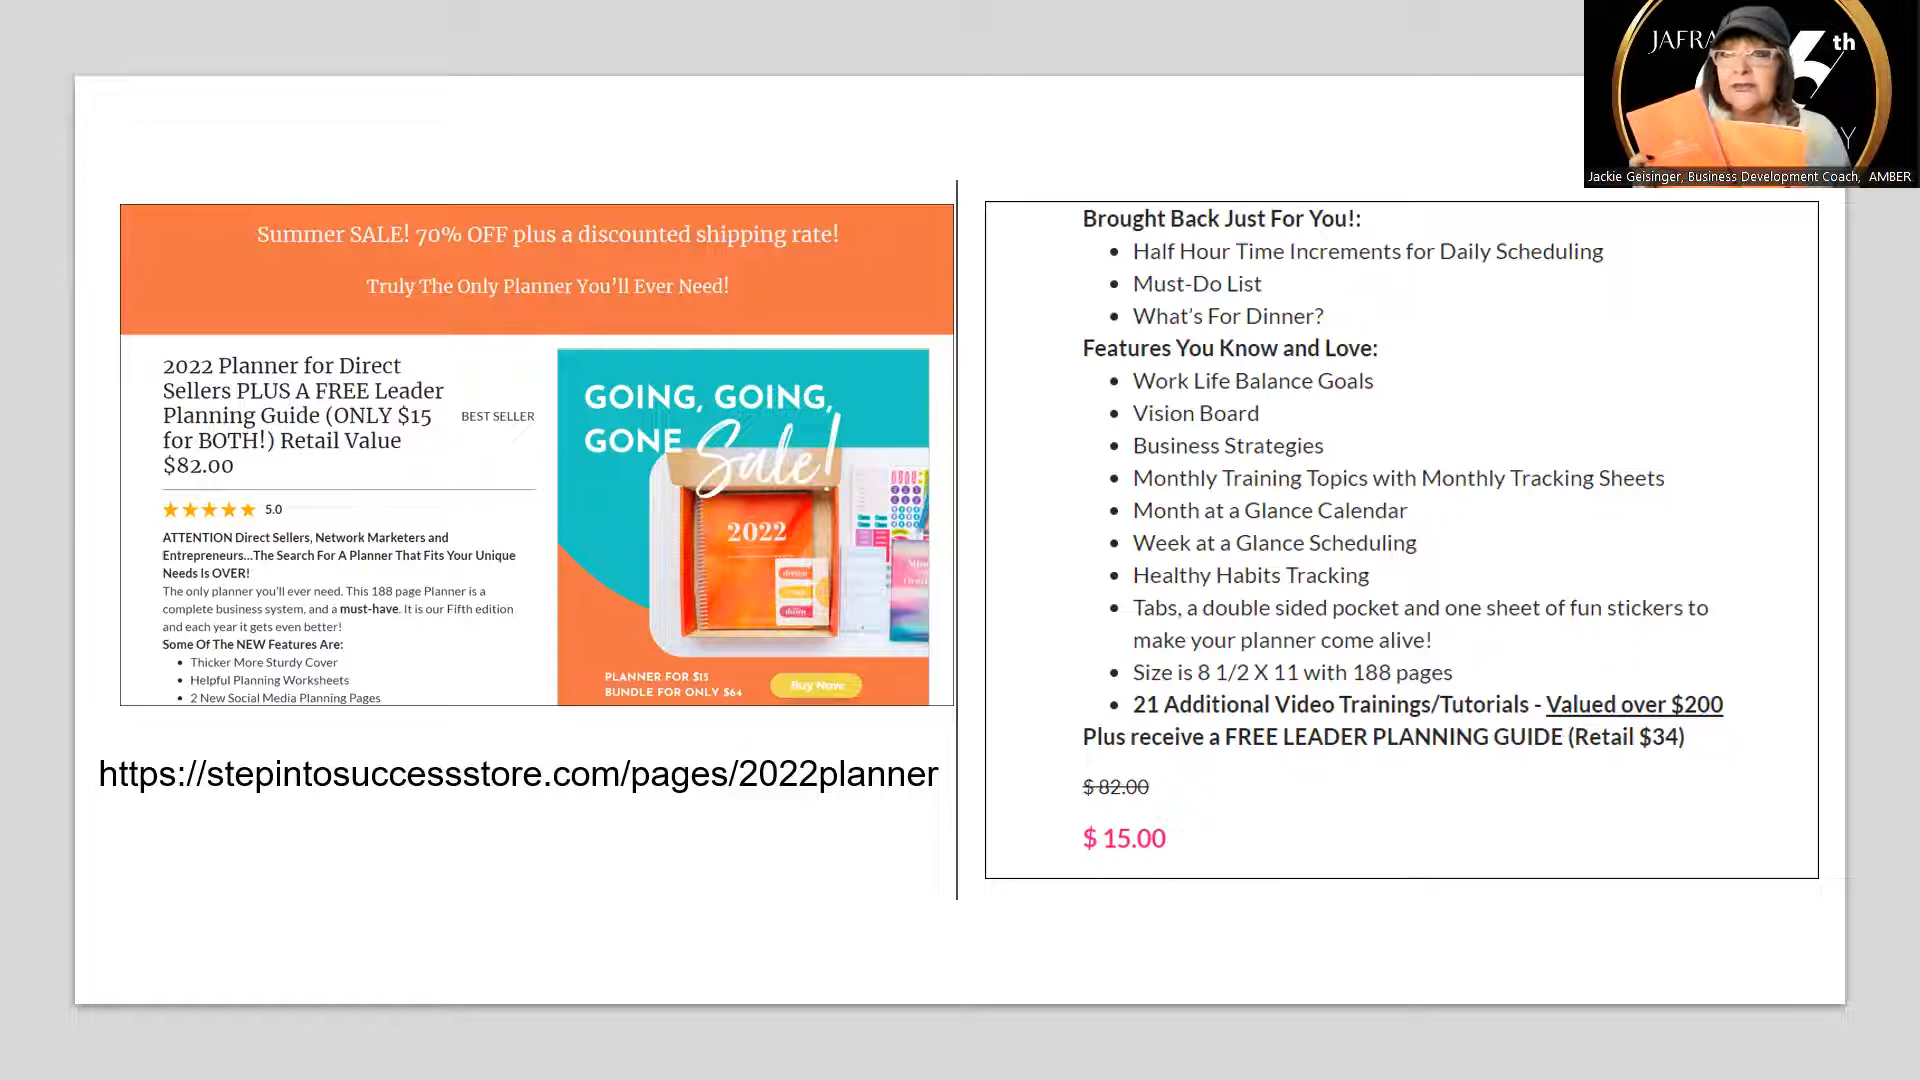 JAFRA
th
Y
Jackie Geisinger, Business Development Coach, AMBER
Summer SALE! 70% OFF plus a discounted shipping rate!
Truly The Only Planner You'll Ever Need!
2022 Planner for Direct
Sellers PLUS A FREE Leader
Planning Guide (ONLY $15
for BOTH!) Retail Value
$82.00
BEST SELLER
5.0
ATTENTION Direct Sellers, Network Marketers and
Entrepreneurs...The Search For A Planner That Fits Your Unique
Needs Is OVER!
The only planner you'll ever need. This 188 page Planner is a
complete business system, and a must-have. It is our Fifth edition
and each year it gets even better!
Some Of The NEW Features Are:
• Thicker More Sturdy Cover
• Helpful Planning Worksheets
• 2 New Social Media Planning Pages
GOING, GOING,
GONE Sale!
2022
dream
PLANNER FOR $15
BUNDLE FOR ONLY $64
Buy Now
https://stepintosuccessstore.com/pages/2022planner
Brought Back Just For You!:
• Half Hour Time Increments for Daily Scheduling
• Must-Do List
• What's For Dinner?
Features You Know and Love:
• Work Life Balance Goals
• Vision Board
• Business Strategies
• Monthly Training Topics with Monthly Tracking Sheets
• Month at a Glance Calendar
• Week at a Glance Scheduling
• Healthy Habits Tracking
• Tabs, a double sided pocket and one sheet of fun stickers to
make your planner come alive!
• Size is 8 1/2 X 11 with 188 pages
• 21 Additional Video Trainings/Tutorials - Valued over $200
Plus receive a FREE LEADER PLANNING GUIDE (Retail $34)
$ 82.00
$ 15.00